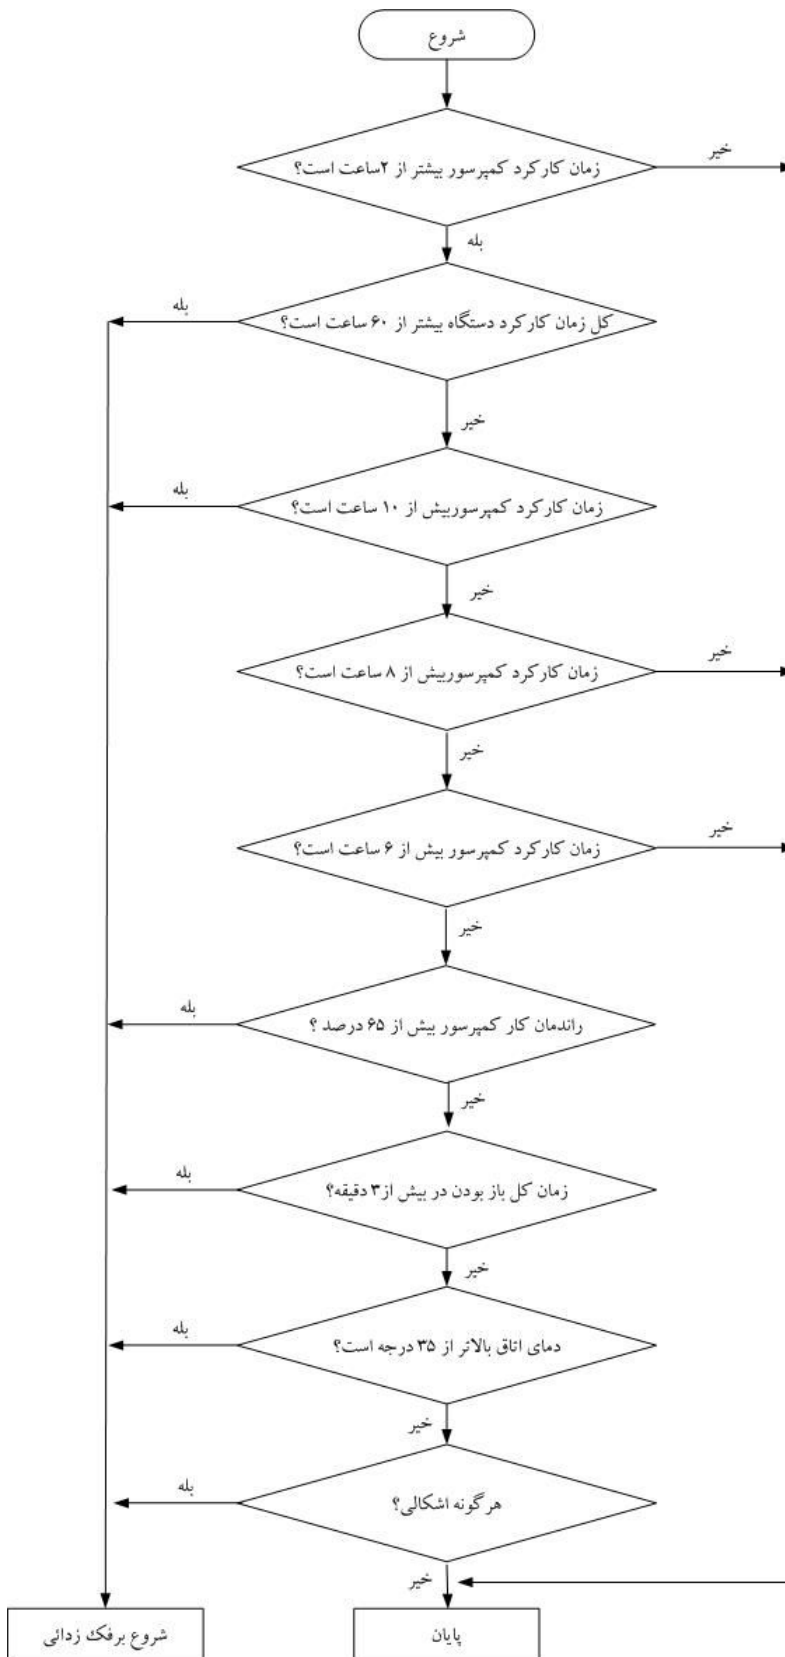 شروع
زمان کارکرد کمپرسور بیشتر از ۲ساعت است؟
خیر
بله
کل زمان کارکرد دستگاه بیشتر از ۶۰ ساعت است؟
بله
خیر
زمان کارکرد کمپرسوربیش از ۱۰ ساعت است؟
بله
خیر
زمان کارکرد کمپرسوربیش از ۸ ساعت است؟
خیر
خیر
زمان کارکرد کمپرسور بیش از ۶ ساعت است؟
خیر
خیر
راندمان کار کمپرسور بیش از ۶۵ درصد ؟
بله
خیر
زمان کل باز بودن در بیش از۳ دقیقه؟
بله
خیر
دمای اتاق بالاتر از ۳۵ درجه است؟
بله
خیر
هرگونه اشکالی؟
بله
خیر
پایان
شروع برفک زدائی